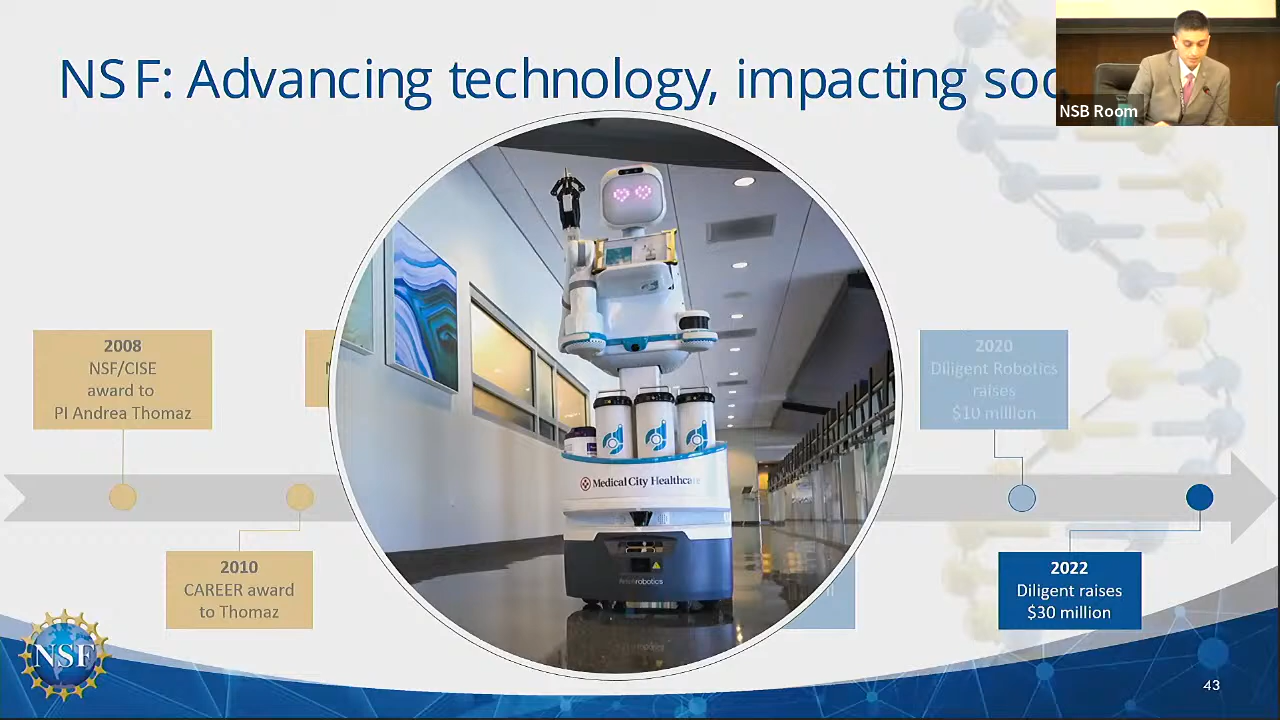 NSF: Advancing technology, impacting soc
NSB Room
2008
NSF/CISE
award to
PI Andrea Thomaz
2020
Diligent Robotics
raises
$10 million
Medical City Healthcare
2010
CAREER award
to Thomaz
2022
Diligent raises
$30 million
NSF
43